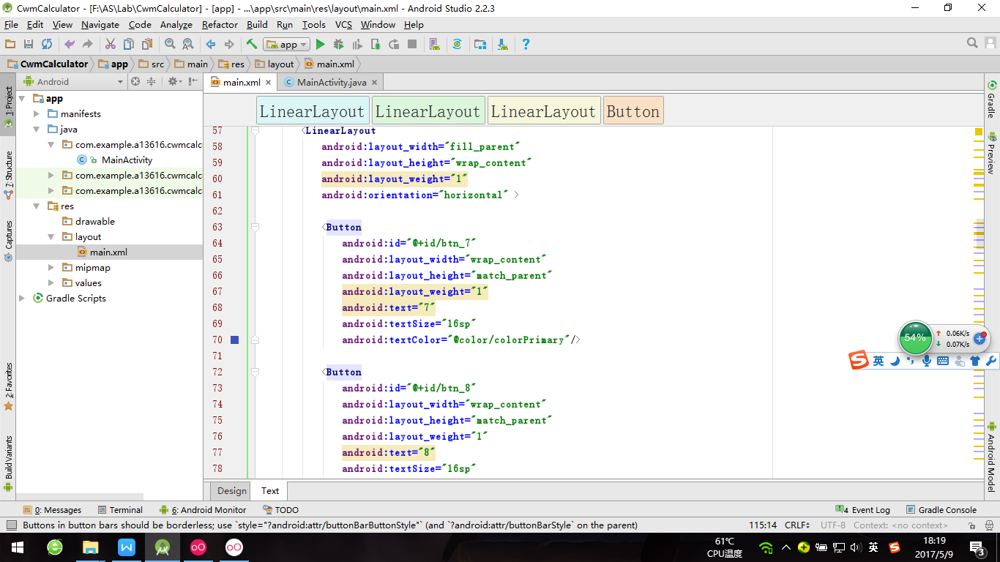 CwmCalculator - [F:\AS\Lab\CwmCalculator] - [app] - ...\app\src\main\res\layout\main.xml - Android Studio 2.2.3
File Edit View Navigate Code Analyze Refactor Build Run Tools VCS Window Help
app
CwmCalculator app src main res layout main.xml
Android
main.xml MainActivity.java
1: Project
7: Structure
Captures
2: Favorites
Build Variants
app
manifests
java
com.example.a13616.cwmcalc
MainActivity
com.example.a13616.cwmcalc
com.example.a13616.cwmcalc
res
drawable
layout
main.xml
mipmap
values
Gradle Scripts
LinearLayout LinearLayout LinearLayout Button
57 <LinearLayout
58 android:layout_width="fill_parent"
59 android:layout_height="wrap_content"
60 android:layout_weight="1"
61 android:orientation="horizontal" >
62
63 <Button
64 android:id="@+id/btn_7"
65 android:layout_width="wrap_content"
66 android:layout_height="match_parent"
67 android:layout_weight="1"
68 android:text="7"
69 android:textSize="16sp"
70 android:textColor="@color/colorPrimary"/>
71
72 <Button
73 android:id="@+id/btn_8"
74 android:layout_width="wrap_content"
75 android:layout_height="match_parent"
76 android:layout_weight="1"
77 android:text="8"
78 android:textSize="16sp"
Gradle
Preview
Android Model
54% 0.06K/s
0.07K/s
英
Design Text
0: Messages Terminal 6: Android Monitor TODO 4 Event Log Gradle Console
Buttons in button bars should be borderless; use `style="?android:attr/buttonBarButtonStyle"` (and `?android:attr/buttonBarStyle` on the parent) 115:14 CRLF UTF-8 Context: <no context>
61℃
CPU温度
英
18:19
2017/5/9
3